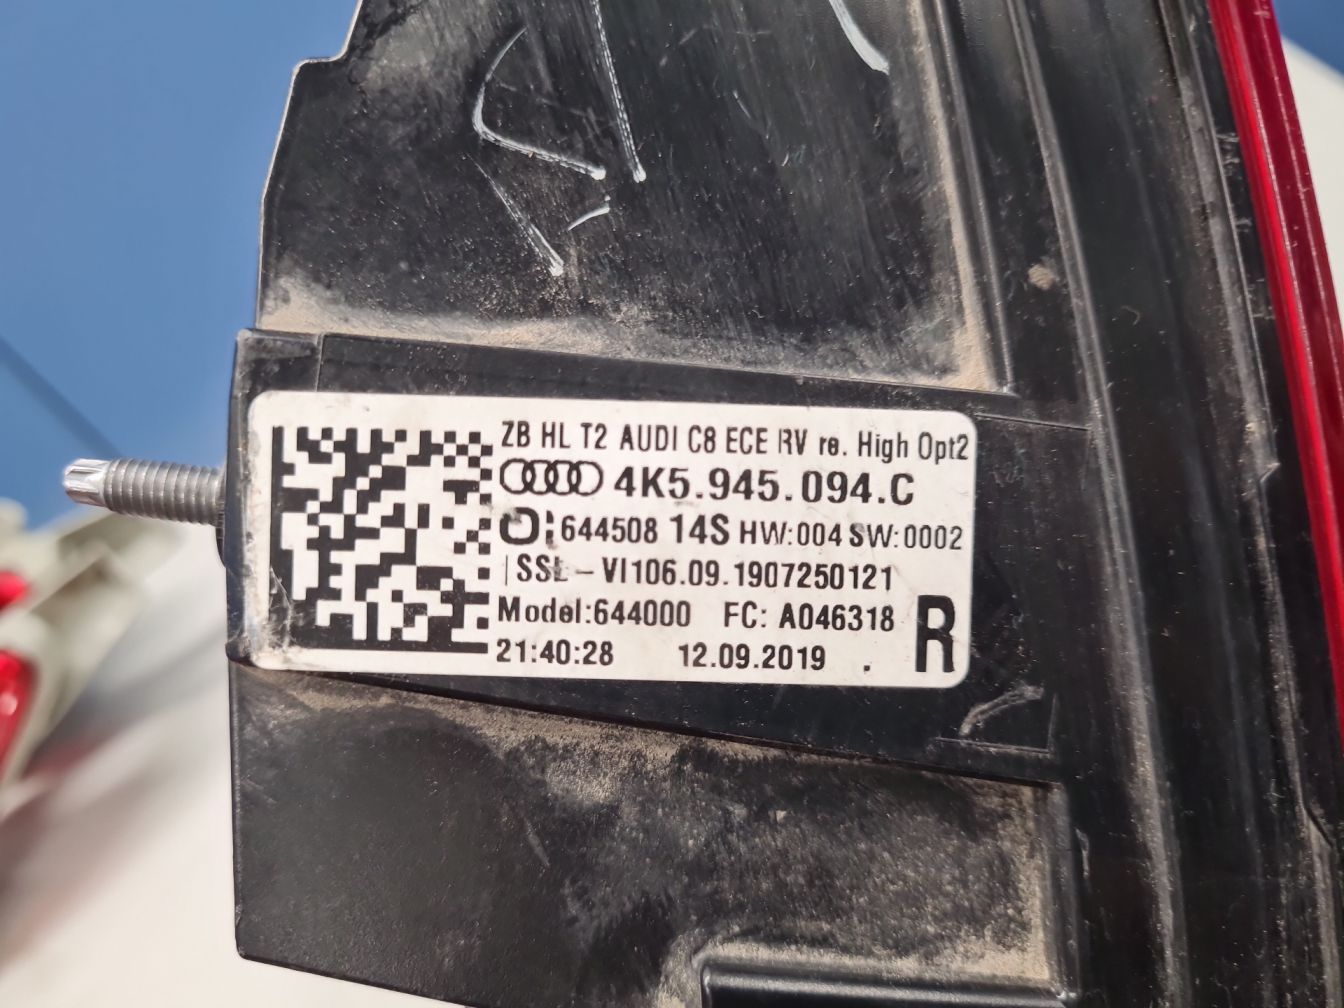 ZB HL T2 AUDI C8 ECE RV re. High Opt2
4K5.945.094.C
644508 14S HW:004 SW:0002
SSL - VI106.09.1907250121
Model:644000 FC: A046318
R
21:40:28 12.09.2019 .